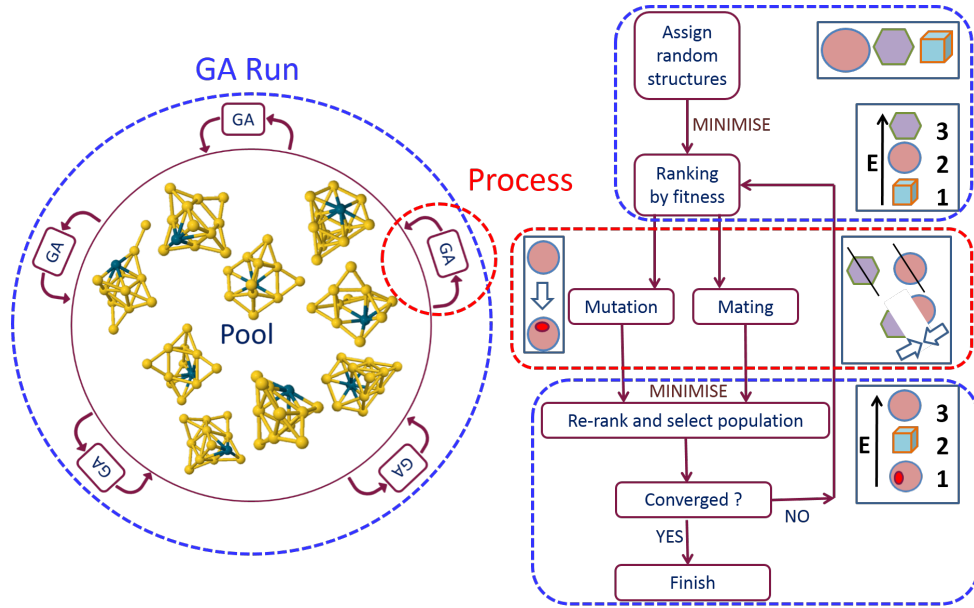 GA Run
GA
GA
GA
GA
GA
Pool
Process
Assign
random
structures
MINIMISE
Ranking
by fitness
E
3
2
1
Mutation
Mating
MINIMISE
Re-rank and select population
E
3
2
1
Converged ?
NO
YES
Finish